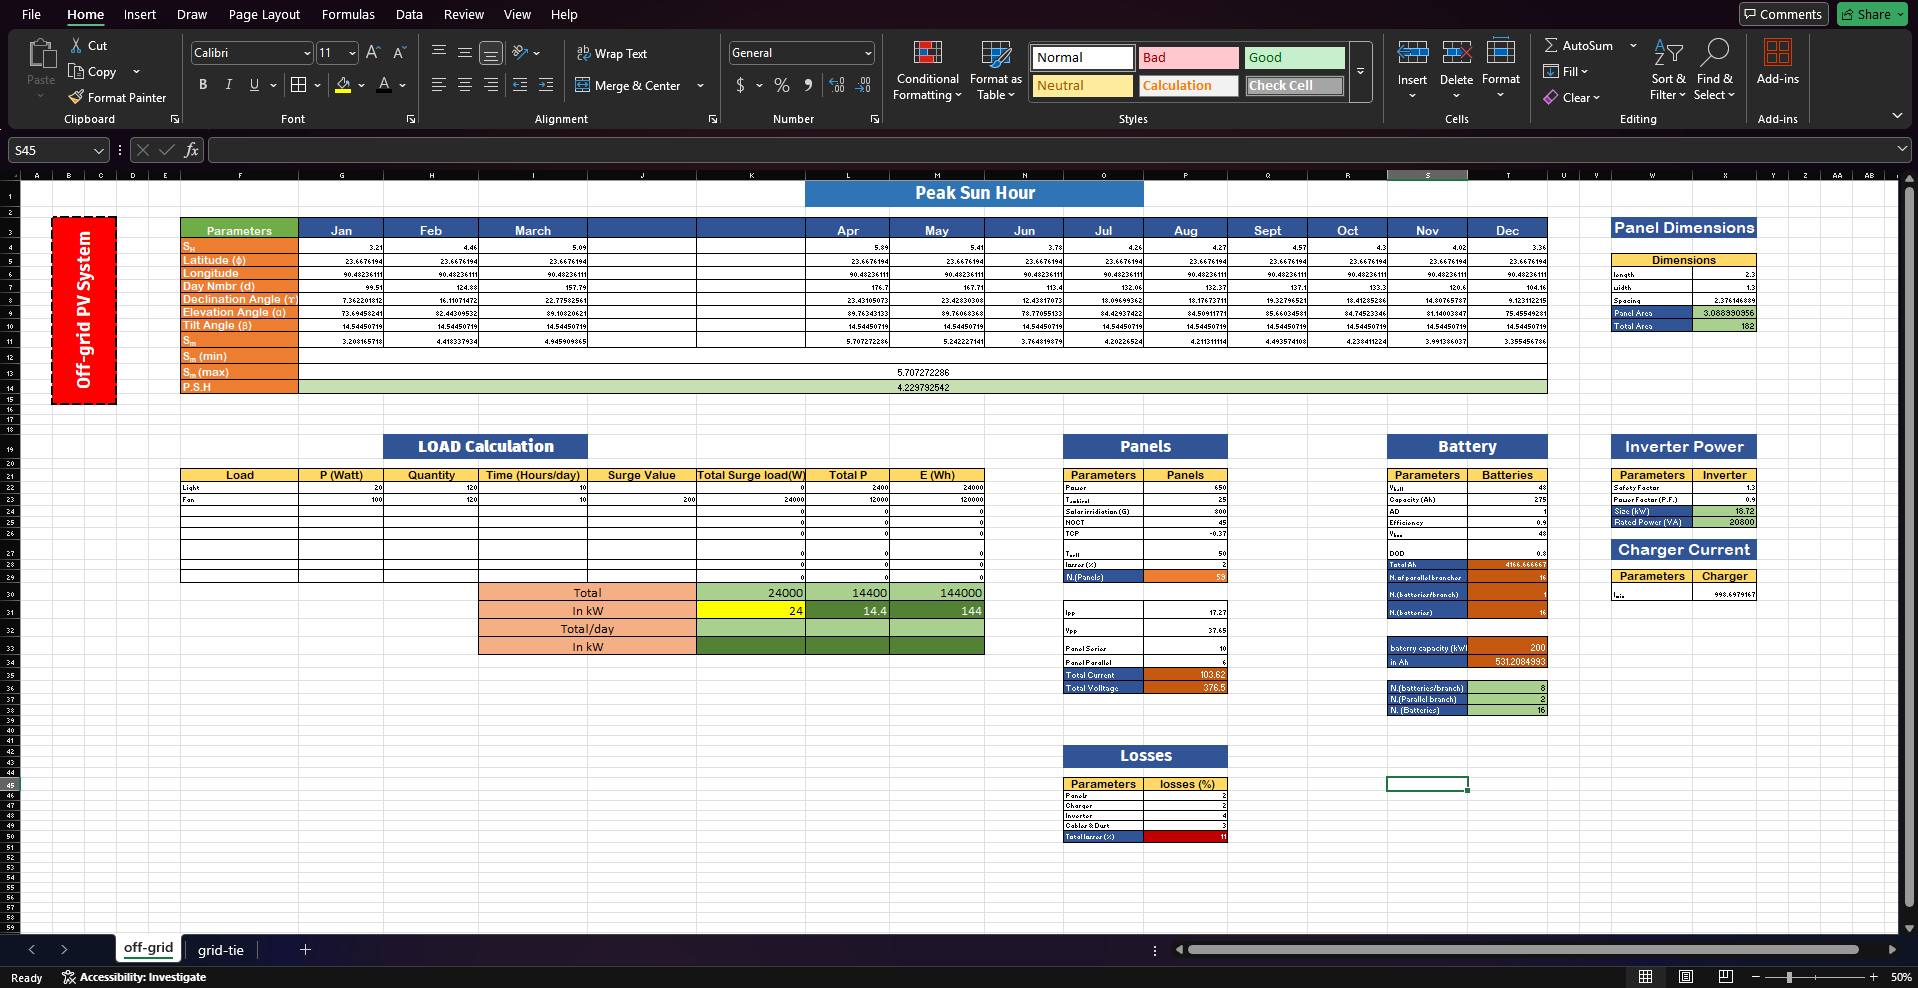 File Home Insert Draw Page Layout Formulas Data Review View Help Comments Share
Paste Cut Copy Format Painter Clipboard
Calibri 11 B I U Font
Wrap Text Merge & Center Alignment
General $ % Number
Conditional Formatting Format as Table Normal Bad Good Neutral Calculation Check Cell Styles
Insert Delete Format Cells
AutoSum Fill Clear Sort & Filter Find & Select Editing
Add-ins Add-ins
S45 fx
Peak Sun Hour
Off-grid PV System
Parameters Jan Feb March Apr May Jun Jul Aug Sept Oct Nov Dec
SH 3.21 4.46 5.09 5.89 5.41 3.78 4.26 4.27 4.57 4.3 4.02 3.36
Latitude (ϕ) 23.6676194 23.6676194 23.6676194 23.6676194 23.6676194 23.6676194 23.6676194 23.6676194 23.6676194 23.6676194 23.6676194 23.6676194
Longitude 90.48236111 90.48236111 90.48236111 90.48236111 90.48236111 90.48236111 90.48236111 90.48236111 90.48236111 90.48236111 90.48236111 90.48236111
Day Nmbr (d) 99.51 124.88 157.79 176.7 167.71 113.4 132.06 132.37 137.1 133.3 120.6 104.16
Declination Angle (ϒ) 7.362201812 16.11071472 22.77582561 23.43105073 23.42830308 12.43817073 18.09699362 18.17673711 19.32796521 18.41285286 14.80765787 9.123112215
Elevation Angle (α) 73.69458241 82.44309532 89.10820621 89.76343133 89.76068368 78.77055133 84.42937422 84.50911771 85.66034581 84.74523346 81.14003847 75.45549281
Tilt Angle (β) 14.54450719 14.54450719 14.54450719 14.54450719 14.54450719 14.54450719 14.54450719 14.54450719 14.54450719 14.54450719 14.54450719 14.54450719
Sm 3.208165718 4.418337934 4.945909865 5.707272286 5.242227141 3.764819879 4.20226524 4.211311114 4.493574108 4.238411224 3.991386037 3.355456786
Sm (min)
Sm (max) 5.707272286
P.S.H 4.229792542
Panel Dimensions
Dimensions
length 2.3
width 1.3
Spacing 2.376146889
Panel Area 3.088990956
Total Area 182
LOAD Calculation
Load P (Watt) Quantity Time (Hours/day) Surge Value Total Surge load(W) Total P E (Wh)
Light 20 120 10 0 2400 24000
Fan 100 120 10 200 24000 12000 120000
0 0 0
0 0 0
0 0 0
0 0 0
0 0 0
0 0 0
Total 24000 14400 144000
In kW 24 14.4 144
Total/day
In kW
Panels
Parameters Panels
Power 650
Tambient 25
Solar irridiation (G) 800
NOCT 45
TCP -0.37
Tcell 50
losses (%) 2
N.(Panels) 59
Ipp 17.27
Vpp 37.65
Panel Series 10
Panel Parallel 6
Total Current 103.62
Total Volltage 376.5
Losses
Parameters losses (%)
Panels 2
Charger 2
Inverter 4
Cables & Dust 3
Total losses (%) 11
Battery
Parameters Batteries
48
Capacity (Ah) 275
AD 1
Efficiency 0.9
48
DOD 0.8
Total Ah 4166.666667
N.of parallel branches 16
N.(batteries/branch) 1
N.(batteries) 16
baterry capacity (kW) 200
in Ah 531.2084993
N.(batteries/branch) 8
N.(Parallel branch) 2
N. (Batteries) 16
Inverter Power
Parameters Inverter
Safety Factor 1.3
Power Factor (P.F.) 0.9
Size (kW) 18.72
Rated Power (VA) 20800
Charger Current
Parameters Charger
998.6979167
off-grid grid-tie +
Ready Accessibility: Investigate 50%